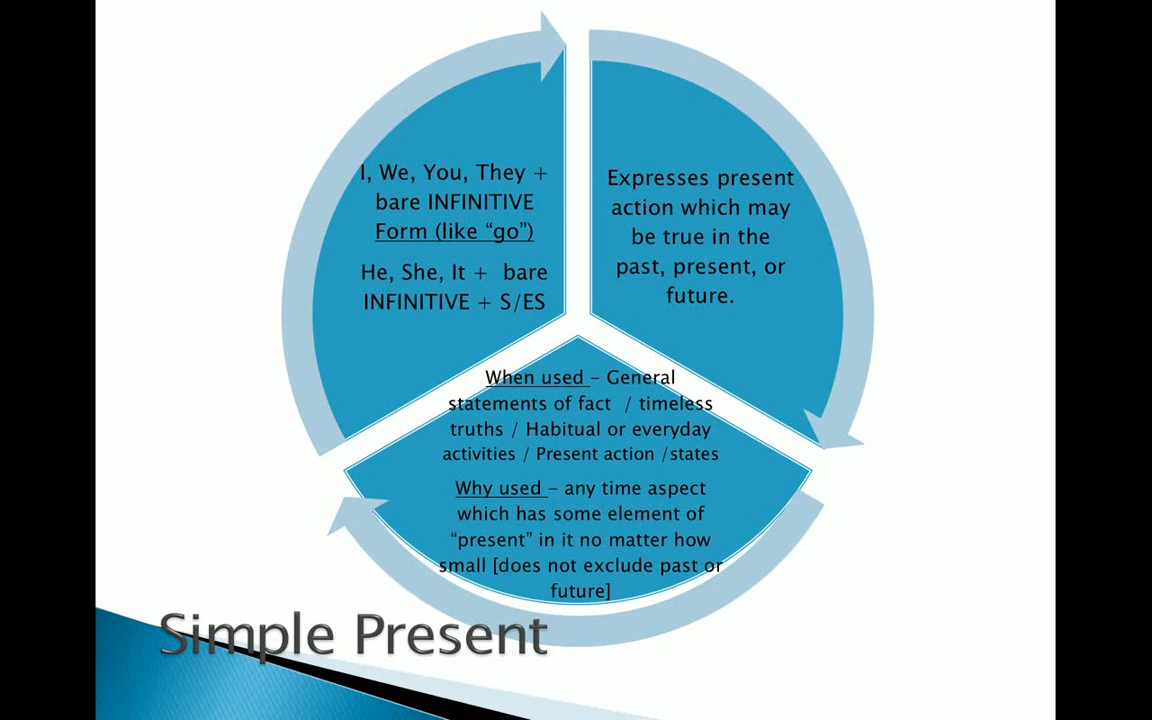 I, We, You, They +
bare INFINITIVE
Form (like “go”)
He, She, It +  bare
INFINITIVE + S/ES
Expresses present
action which may
be true in the
past, present, or
future.
When used – General
statements of fact  / timeless
truths / Habitual or everyday
activities / Present action /states
Why used – any time aspect
which has some element of
“present” in it no matter how
small [does not exclude past or
future]
Simple Present